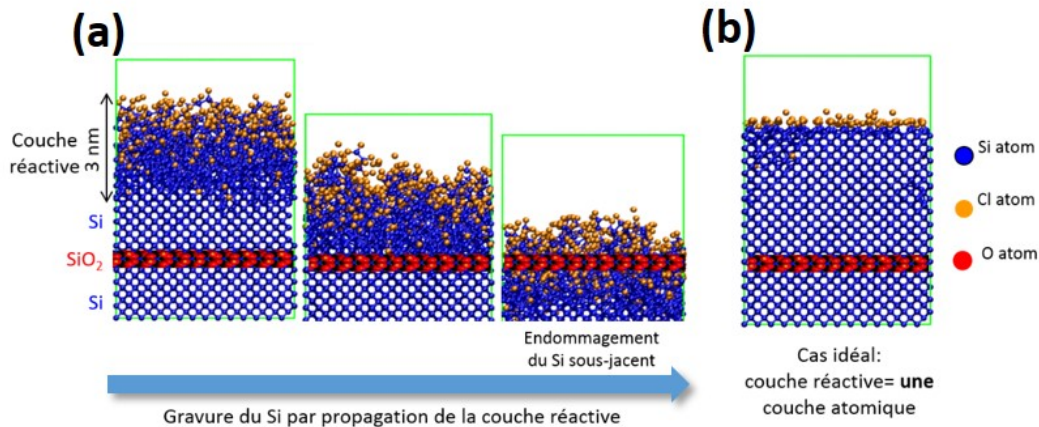 (a)
(b)
Couche
réactive
3 nm
Si
SiO2
Si
Si atom
Cl atom
O atom
Endommagement
du Si sous-jacent
Gravure du Si par propagation de la couche réactive
Cas idéal:
couche réactive= une
couche atomique